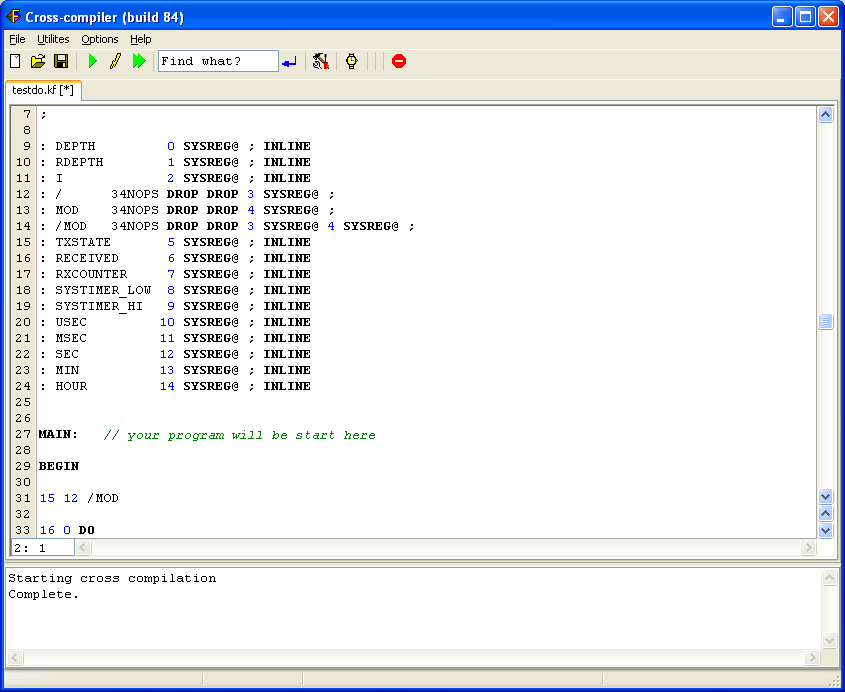 Cross-compiler (build 84)
File Utilites Options Help
Find what?
testdo.kf [*]
7 ;
8
9 : DEPTH 0 SYSREG@ ; INLINE
10 : RDEPTH 1 SYSREG@ ; INLINE
11 : I 2 SYSREG@ ; INLINE
12 : / 34NOPS DROP DROP 3 SYSREG@ ;
13 : MOD 34NOPS DROP DROP 4 SYSREG@ ;
14 : /MOD 34NOPS DROP DROP 3 SYSREG@ 4 SYSREG@ ;
15 : TXSTATE 5 SYSREG@ ; INLINE
16 : RECEIVED 6 SYSREG@ ; INLINE
17 : RXCOUNTER 7 SYSREG@ ; INLINE
18 : SYSTIMER_LOW 8 SYSREG@ ; INLINE
19 : SYSTIMER_HI 9 SYSREG@ ; INLINE
20 : USEC 10 SYSREG@ ; INLINE
21 : MSEC 11 SYSREG@ ; INLINE
22 : SEC 12 SYSREG@ ; INLINE
23 : MIN 13 SYSREG@ ; INLINE
24 : HOUR 14 SYSREG@ ; INLINE
25
26
27 MAIN: // your program will be start here
28
29 BEGIN
30
31 15 12 /MOD
32
33 16 0 DO
2: 1
Starting cross compilation
Complete.